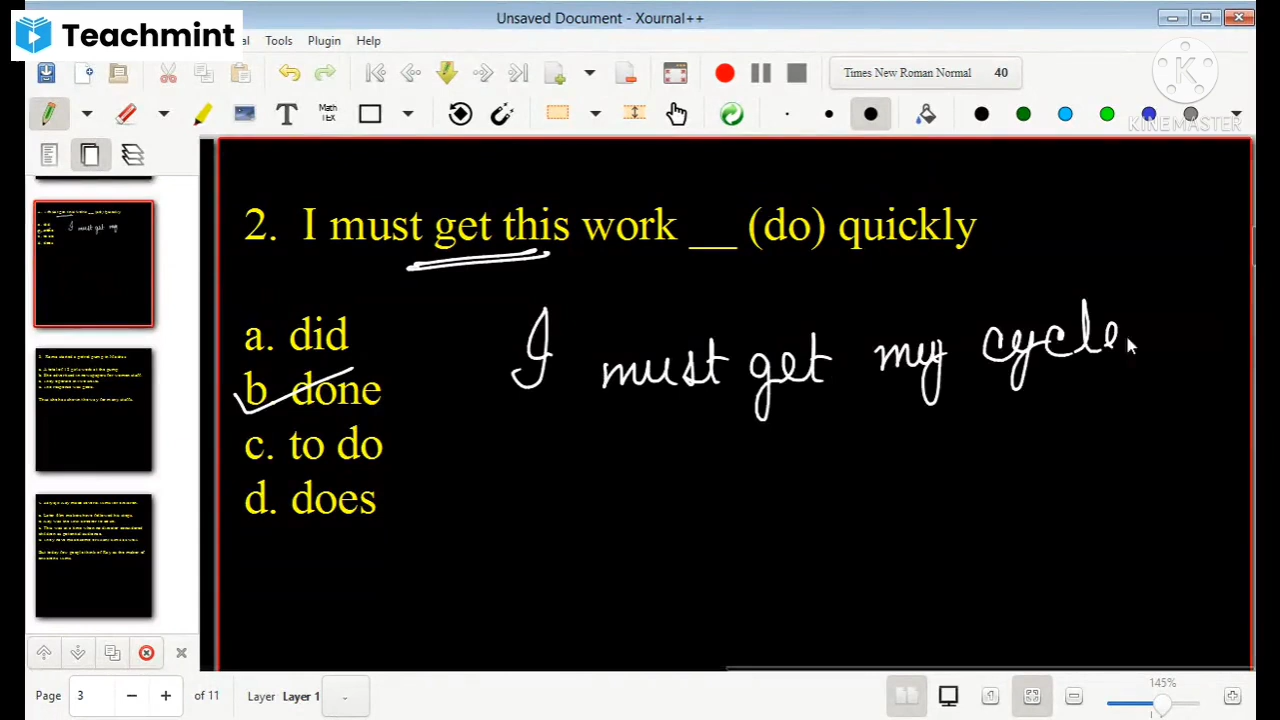 Unsaved Document - Xournal++
Teachmint
Tools Plugin Help
Times New Roman Normal 40
Math
TEX
K
KINEMASTER
2. I must get this work __ (do) quickly
a. did
b done
c. to do
d. does
I must get my cycle
Page 3 of 11 Layer Layer 1
145%